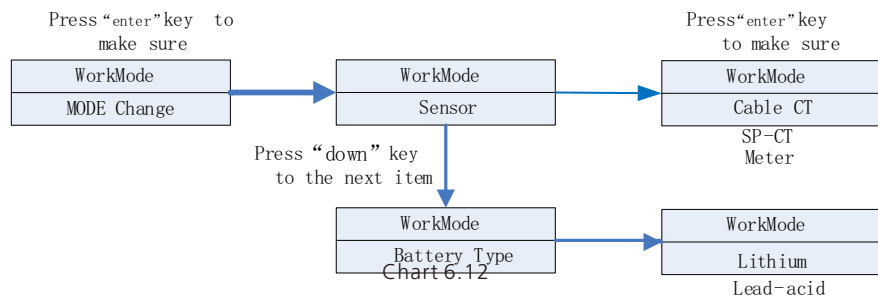 Press “enter” key to
make sure
WorkMode
MODE Change
WorkMode
Sensor
Press“enter”key
to make sure
WorkMode
Cable CT
SP-CT
Meter
Press “down” key
to the next item
WorkMode
Battery Type
WorkMode
Lithium
Lead-acid
Chart 6.12